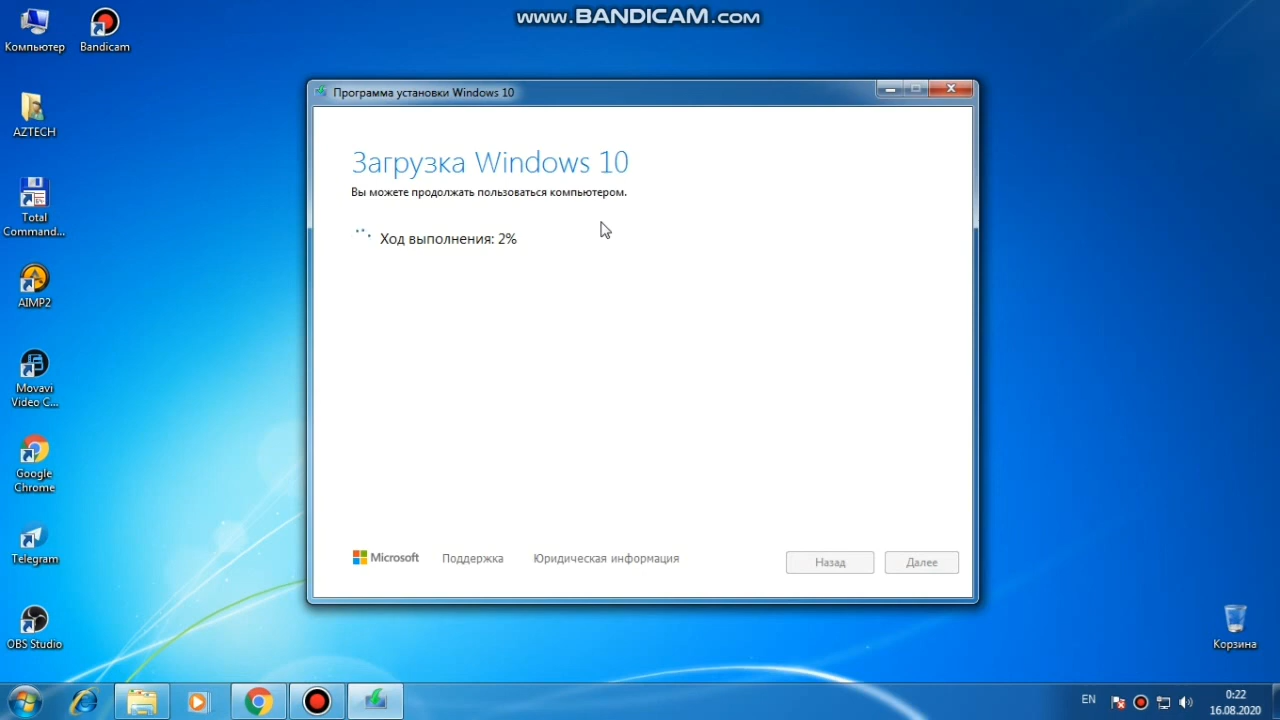 www.BANDICAM.com
Компьютер
Bandicam
AZTECH
Total
Command...
AIMP2
Movavi
Video C...
Google
Chrome
Telegram
OBS Studio
Программа установки Windows 10
Загрузка Windows 10
Вы можете продолжать пользоваться компьютером.
Ход выполнения: 2%
Microsoft Поддержка Юридическая информация
Назад Далее
Корзина
EN
0:22
16.08.2020